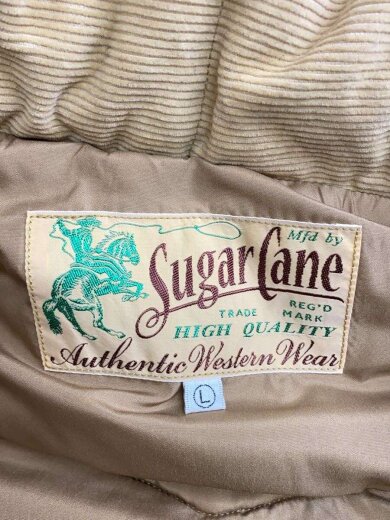 Mfd by
Sugar Cane
TRADE REG'D
MARK
HIGH QUALITY
Authentic Western Wear
L